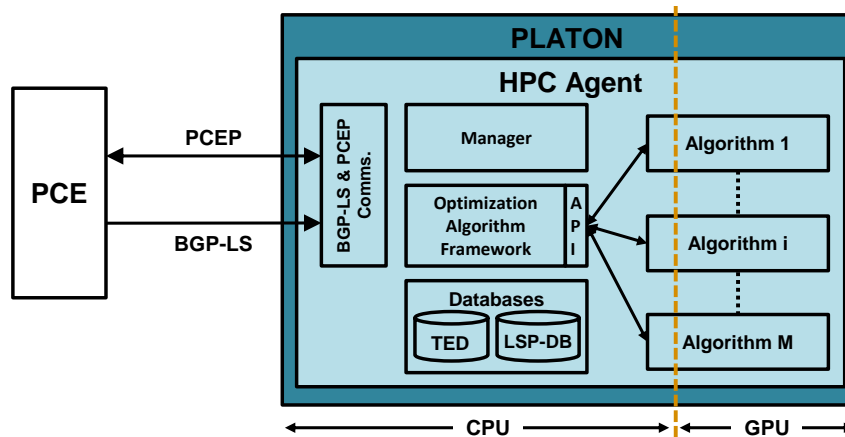 PLATON
HPC Agent
PCE
PCEP
BGP-LS
BGP-LS & PCEP
Comms.
Manager
Optimization
Algorithm
Framework
A
P
I
Databases
TED
LSP-DB
Algorithm 1
Algorithm i
Algorithm M
CPU
GPU